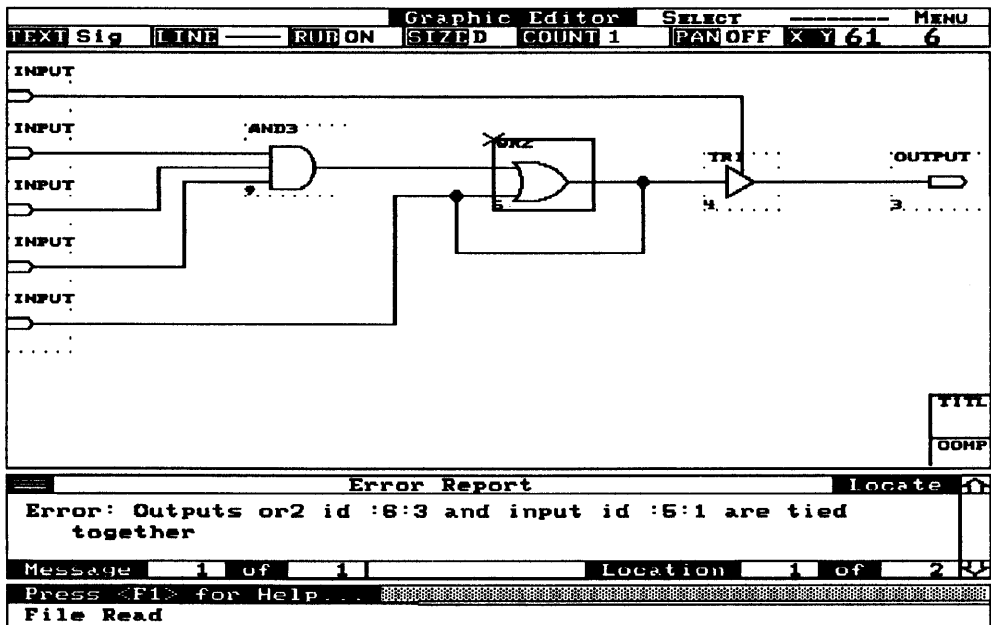 Graphic Editor SELECT --------- MENU
TEXT Sig LINE RUB ON SIZE D COUNT 1 PAN OFF X Y 61 6
INPUT
INPUT
AND3
OR2
INPUT
TRI
OUTPUT
9
5
4
3
INPUT
INPUT
TITL
COMP
Error Report Locate
Error: Outputs or2 id :6:3 and input id :5:1 are tied
together
Message 1 of 1 Location 1 of 2
Press <F1> for Help...
File Read